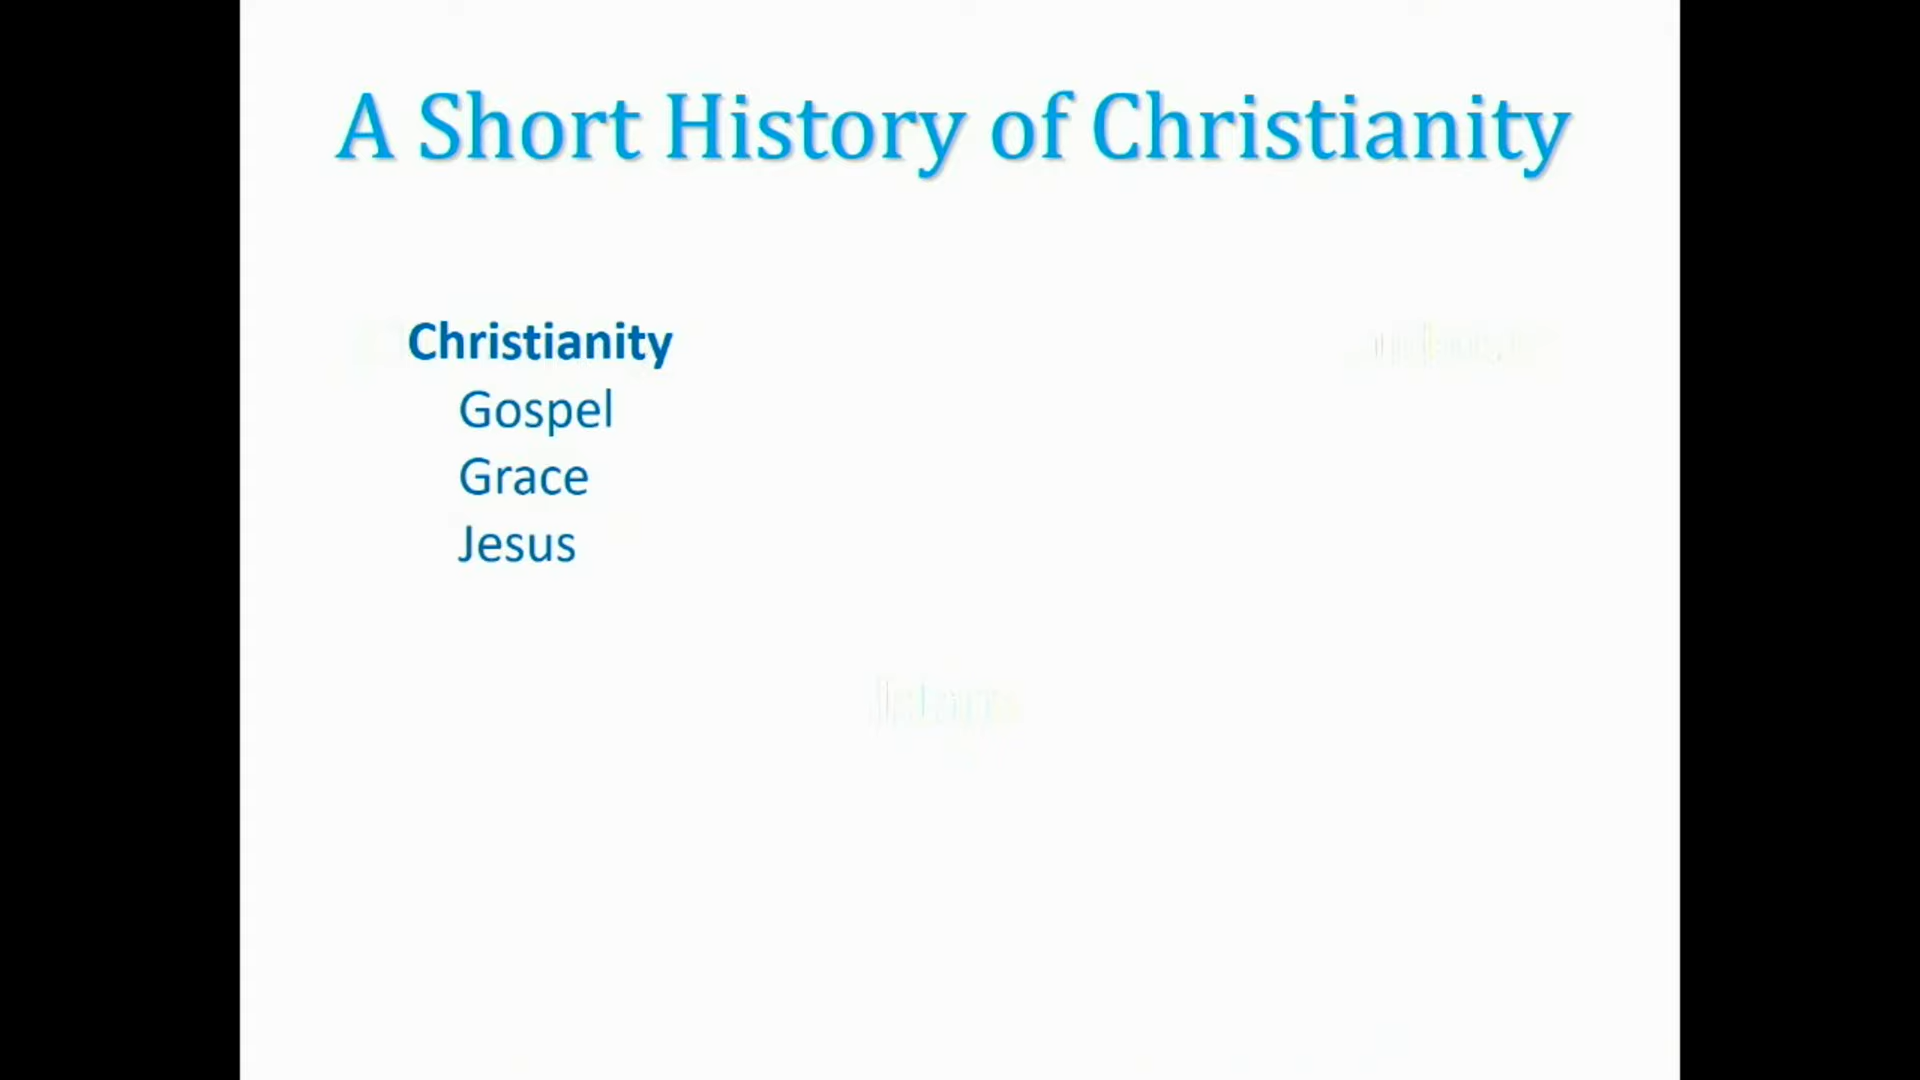 A Short History of Christianity
Christianity
Gospel
Grace
Jesus